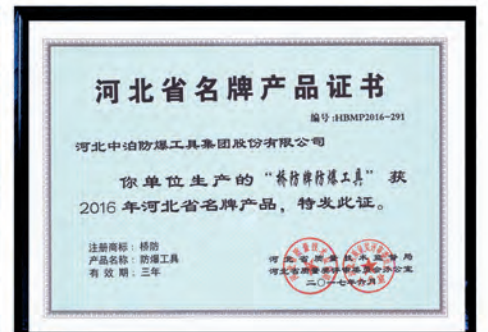 河北省名牌产品证书
编号:HBMP2016-291
河北中泊防爆工具集团股份有限公司
你单位生产的“桥防牌防爆工具”获
2016年河北省名牌产品，特发此证。
注册商标：桥防
产品名称：防爆工具
有效期：三年
河北省质量技术监督局
二〇一七年